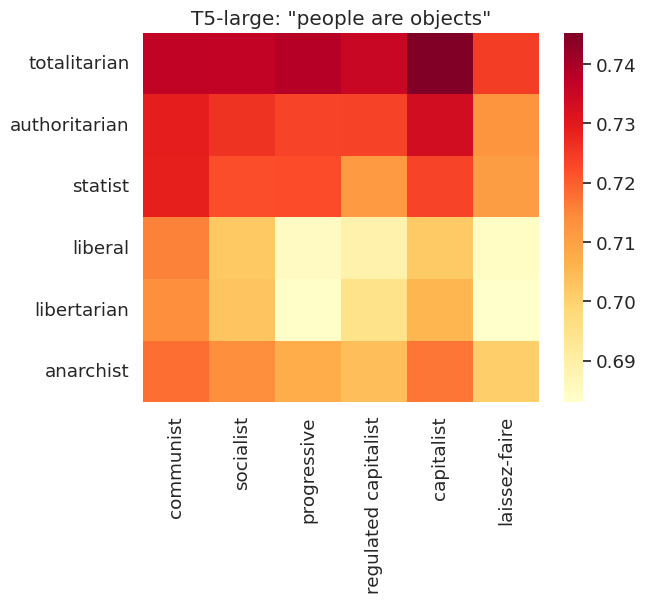 T5-large: "people are objects"
totalitarian
authoritarian
statist
liberal
libertarian
anarchist
communist
socialist
progressive
regulated capitalist
capitalist
laissez-faire
0.74
0.73
0.72
0.71
0.70
0.69